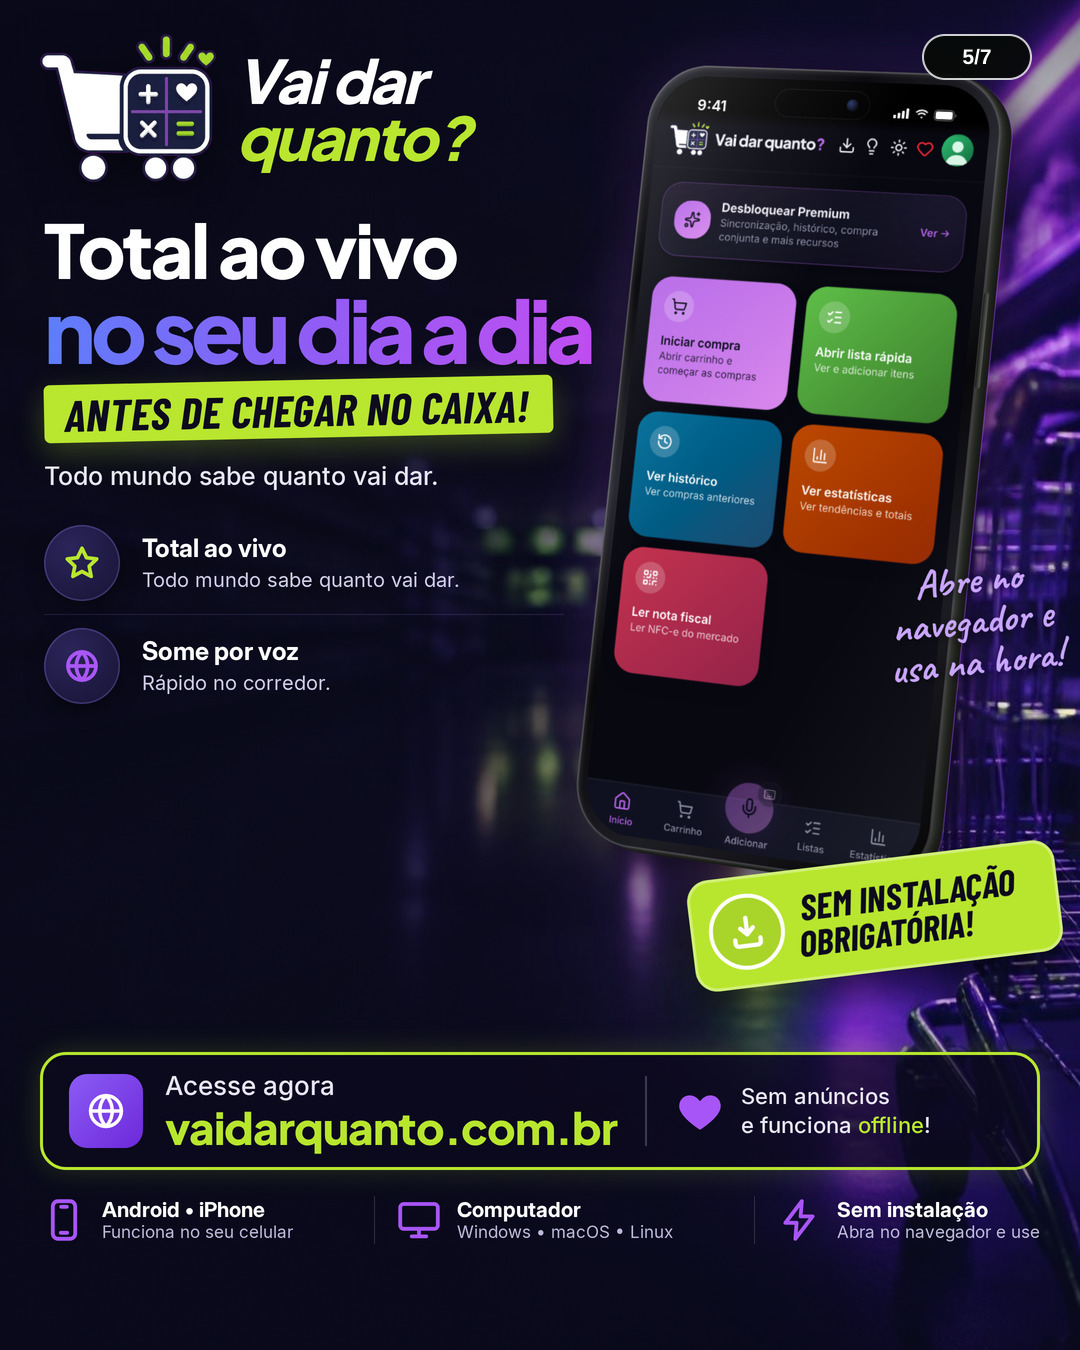 Vai dar
quanto?
5/7
Total ao vivo
no seu dia a dia
ANTES DE CHEGAR NO CAIXA!
Todo mundo sabe quanto vai dar.
Total ao vivo
Todo mundo sabe quanto vai dar.
Some por voz
Rápido no corredor.
9:41
Vai dar quanto?
Desbloquear Premium
Sincronização, histórico, compra
conjunta e mais recursos
Ver →
Iniciar compra
Abrir carrinho e
começar as compras
Abrir lista rápida
Ver e adicionar itens
Ver histórico
Ver compras anteriores
Ver estatísticas
Ver tendências e totais
Ler nota fiscal
Ler NFC-e do mercado
Início
Carrinho
Adicionar
Listas
Estatísti
Abre no
navegador e
usa na hora!
SEM INSTALAÇÃO
OBRIGATÓRIA!
Acesse agora
vaidarquanto.com.br
Sem anúncios
e funciona offline!
Android • iPhone
Funciona no seu celular
Computador
Windows • macOS • Linux
Sem instalação
Abra no navegador e use